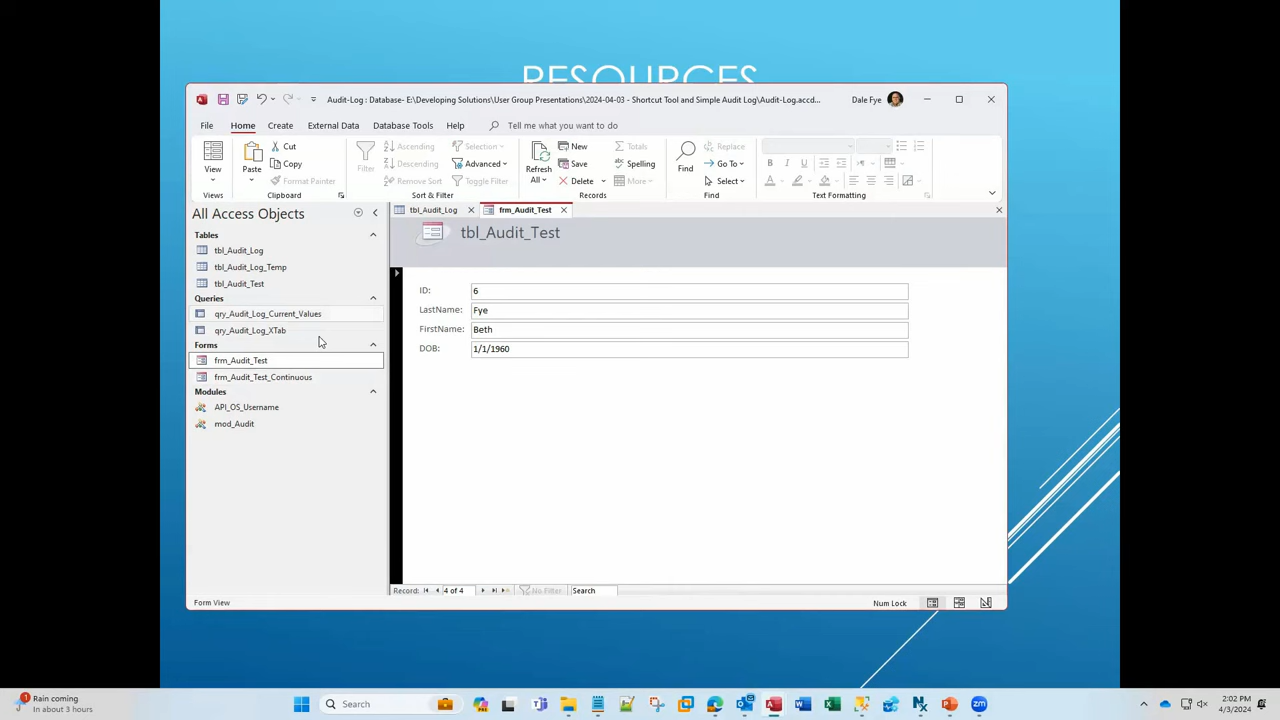 RESOURCES
Audit-Log : Database- E:\Developing Solutions\User Group Presentations\2024-04-03 - Shortcut Tool and Simple Audit Log\Audit-Log.accd...
Dale Fye
File Home Create External Data Database Tools Help Tell me what you want to do
View
Views
Paste
Cut
Copy
Format Painter
Clipboard
Filter
Ascending
Descending
Remove Sort
Selection
Advanced
Toggle Filter
Sort & Filter
Refresh All
New
Save
Delete
Totals
Spelling
More
Records
Find
Replace
Go To
Select
Find
B I U
A
Text Formatting
All Access Objects
Tables
tbl_Audit_Log
tbl_Audit_Log_Temp
tbl_Audit_Test
Queries
qry_Audit_Log_Current_Values
qry_Audit_Log_XTab
Forms
frm_Audit_Test
frm_Audit_Test_Continuous
Modules
API_OS_Username
mod_Audit
tbl_Audit_Log frm_Audit_Test
tbl_Audit_Test
ID: 6
LastName: Fye
FirstName: Beth
DOB: 1/1/1960
Record: 4 of 4 No Filter Search
Form View
Num Lock
1
Rain coming
In about 3 hours
Search
2:02 PM
4/3/2024